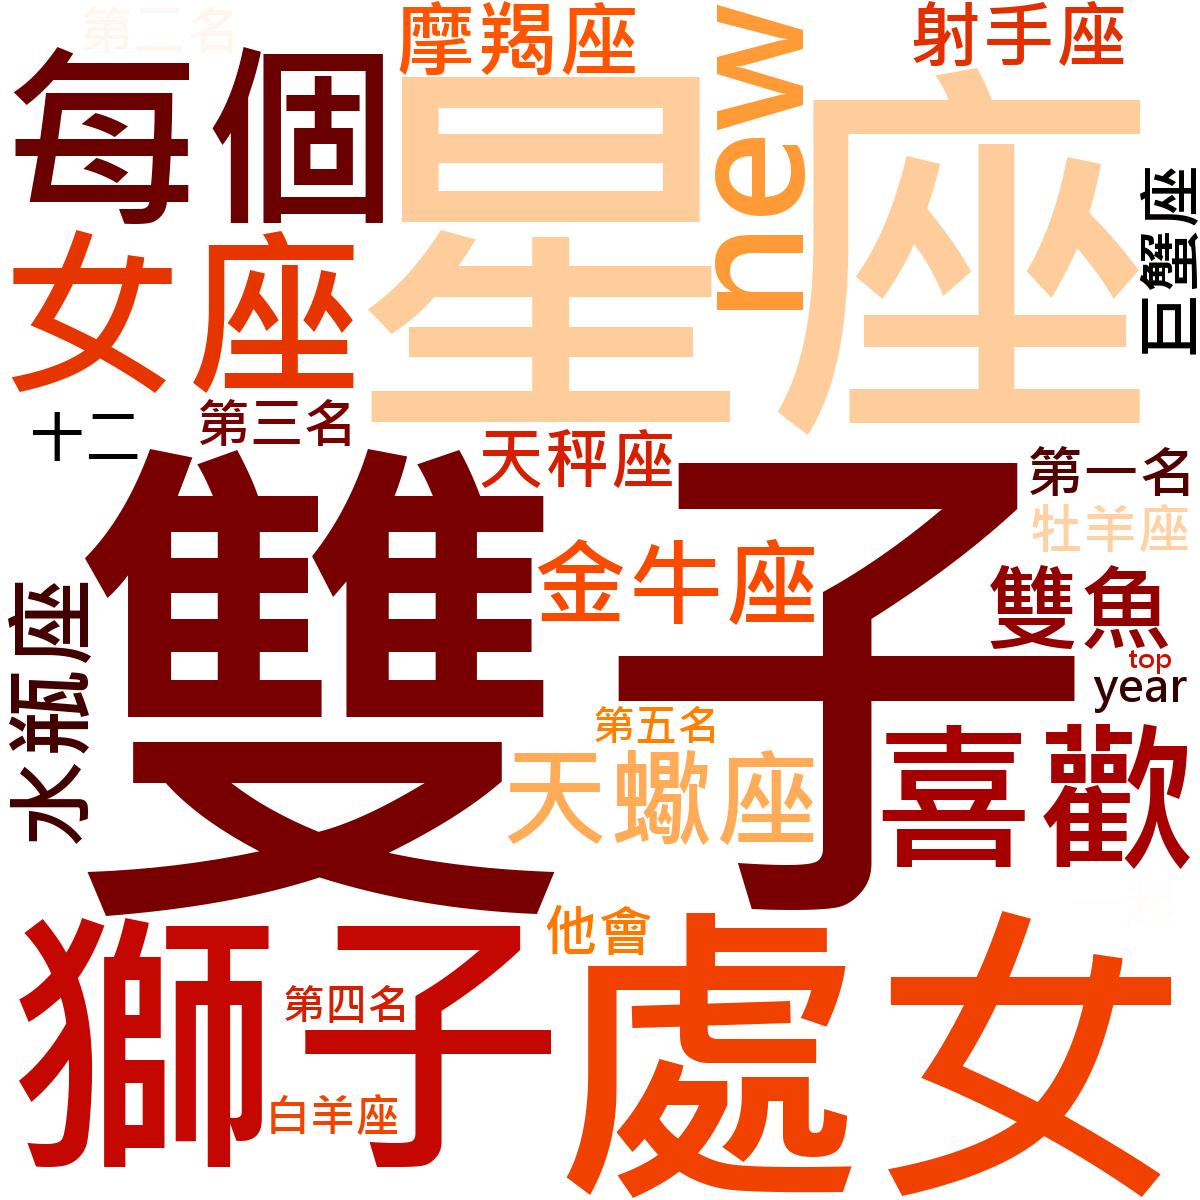 第二名
摩羯座
new
射手座
每個
星座
巨蟹座
女座
十二
第三名
天秤座
第一名
牡羊座
雙子
金牛座
雙魚
top
year
水瓶座
第五名
天蠍座
喜歡
一起
獅子
他會
處女
第四名
白羊座